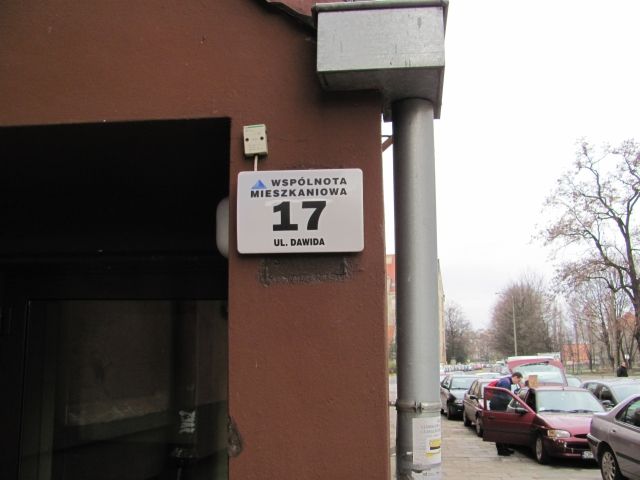 WSPÓLNOTA
MIESZKANIOWA
17
UL. DAWIDA